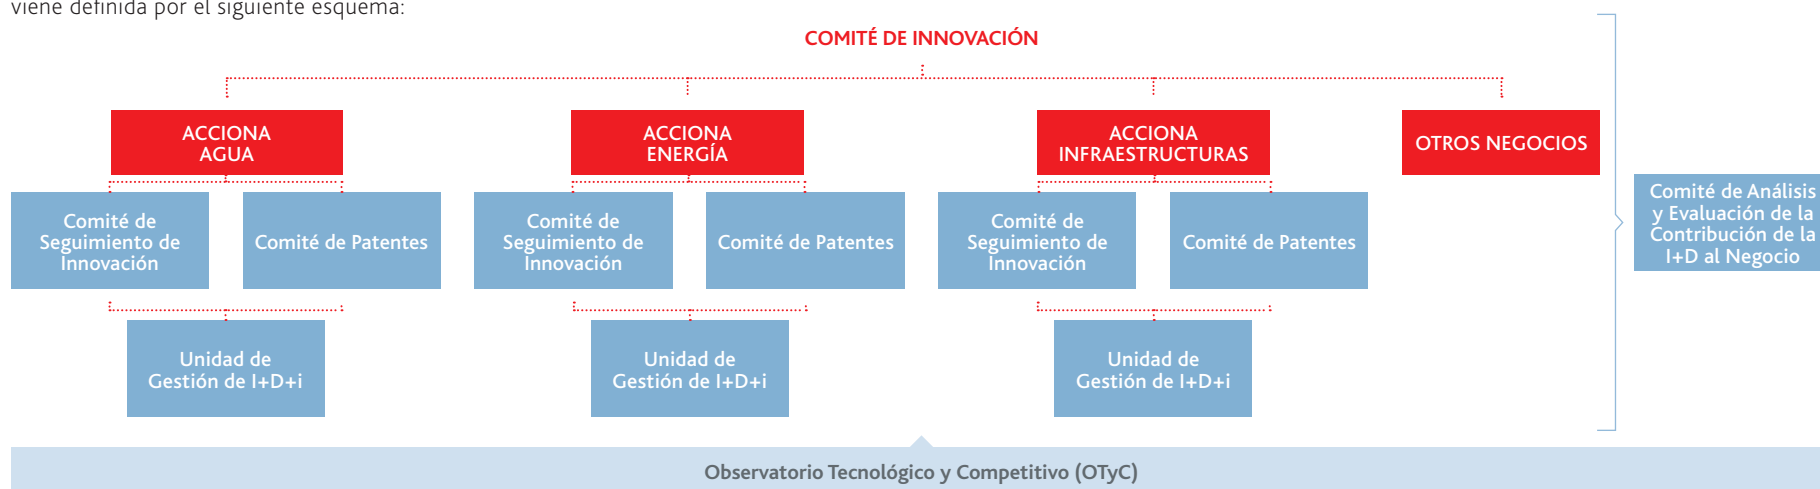 viene definida por el siguiente esquema:
COMITÉ DE INNOVACIÓN
ACCIONA
AGUA
ACCIONA
ENERGÍA
ACCIONA
INFRAESTRUCTURAS
OTROS NEGOCIOS
Comité de
Seguimiento de
Innovación
Comité de Patentes
Comité de
Seguimiento de
Innovación
Comité de Patentes
Comité de
Seguimiento de
Innovación
Comité de Patentes
Comité de Análisis
y Evaluación de la
Contribución de la
I+D al Negocio
Unidad de
Gestión de I+D+i
Unidad de
Gestión de I+D+i
Unidad de
Gestión de I+D+i
Observatorio Tecnológico y Competitivo (OTyC)